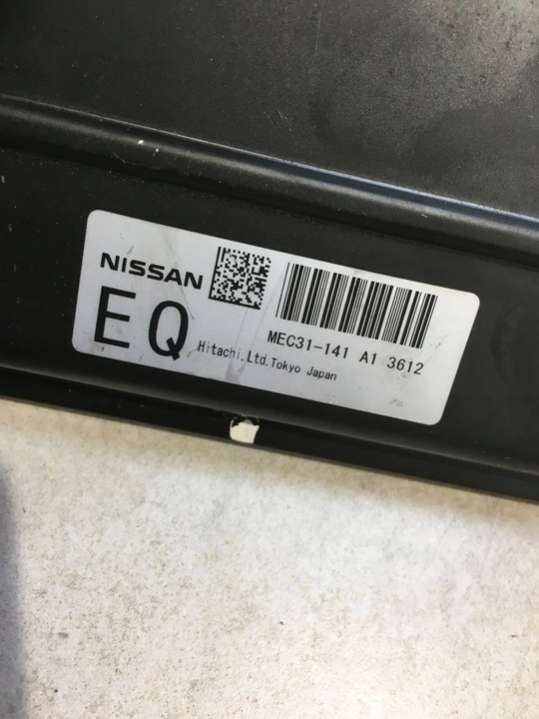 NISSAN
EQ
MEC31-141 A1 3612
Hitachi,Ltd.Tokyo Japan